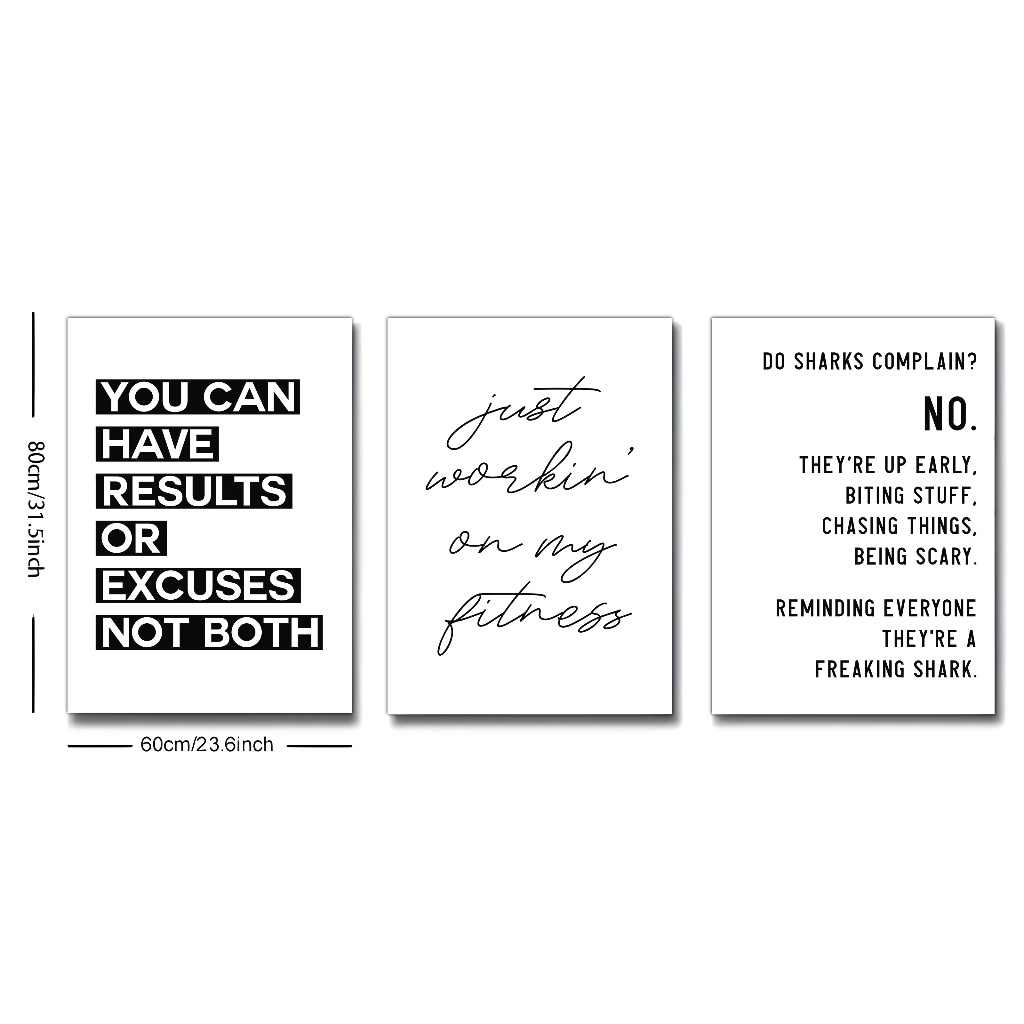 YOU CAN
HAVE
RESULTS
OR
EXCUSES
NOT BOTH
just
workin'
on my
fitness
DO SHARKS COMPLAIN?
NO.
THEY'RE UP EARLY,
BITING STUFF,
CHASING THINGS,
BEING SCARY.
REMINDING EVERYONE
THEY'RE A
FREAKING SHARK.
80cm/31.5inch
60cm/23.6inch